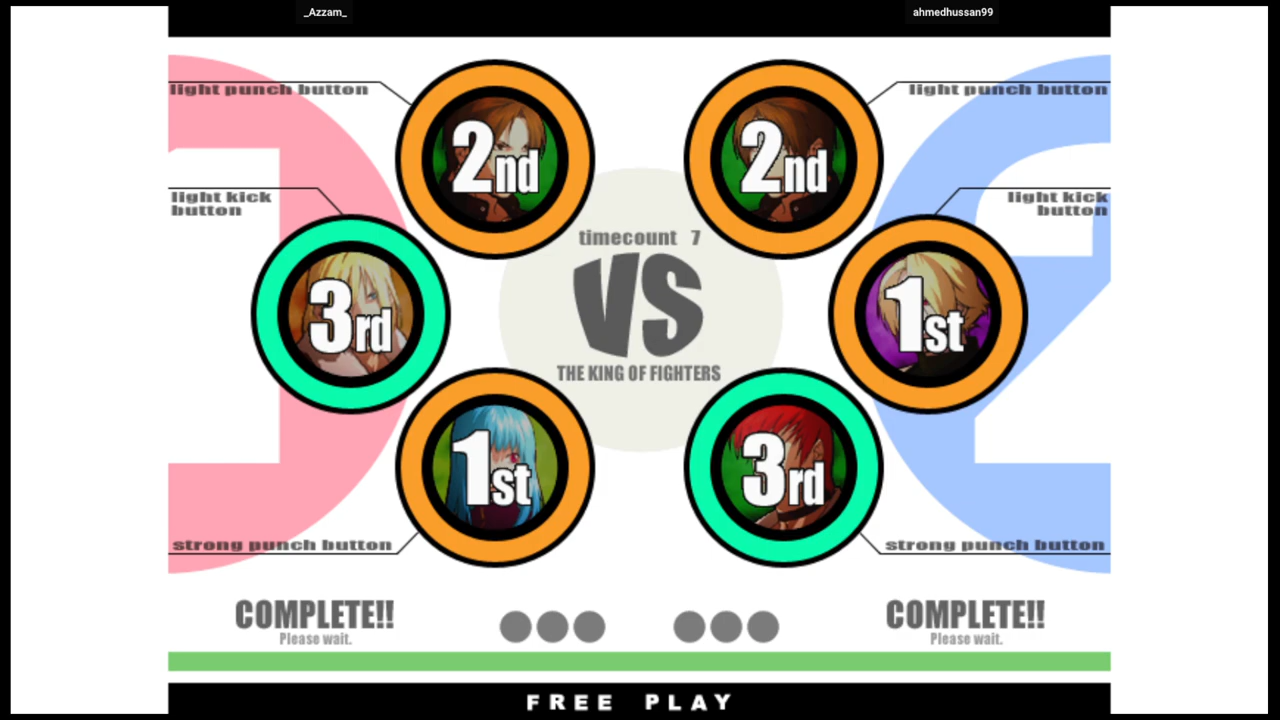 _Azzam_
ahmedhussan99
light punch button
light punch button
2nd
2nd
light kick
button
light kick
button
timecount 7
VS
THE KING OF FIGHTERS
3rd
1st
1st
3rd
strong punch button
strong punch button
COMPLETE!!
Please wait.
COMPLETE!!
Please wait.
FREE PLAY